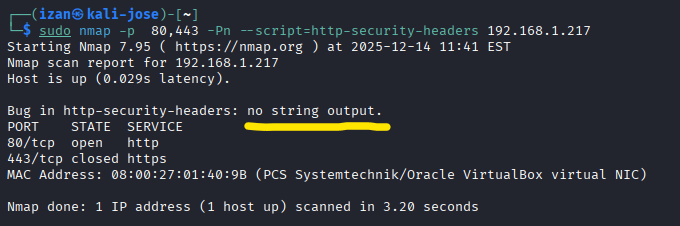 ┌──(izan㉿kali-jose)-[~]
└─$ sudo nmap -p  80,443 -Pn --script=http-security-headers 192.168.1.217
Starting Nmap 7.95 ( https://nmap.org ) at 2025-12-14 11:41 EST
Nmap scan report for 192.168.1.217
Host is up (0.029s latency).
Bug in http-security-headers: no string output.
PORT    STATE  SERVICE
80/tcp  open   http
443/tcp closed https
MAC Address: 08:00:27:01:40:9B (PCS Systemtechnik/Oracle VirtualBox virtual NIC)
Nmap done: 1 IP address (1 host up) scanned in 3.20 seconds